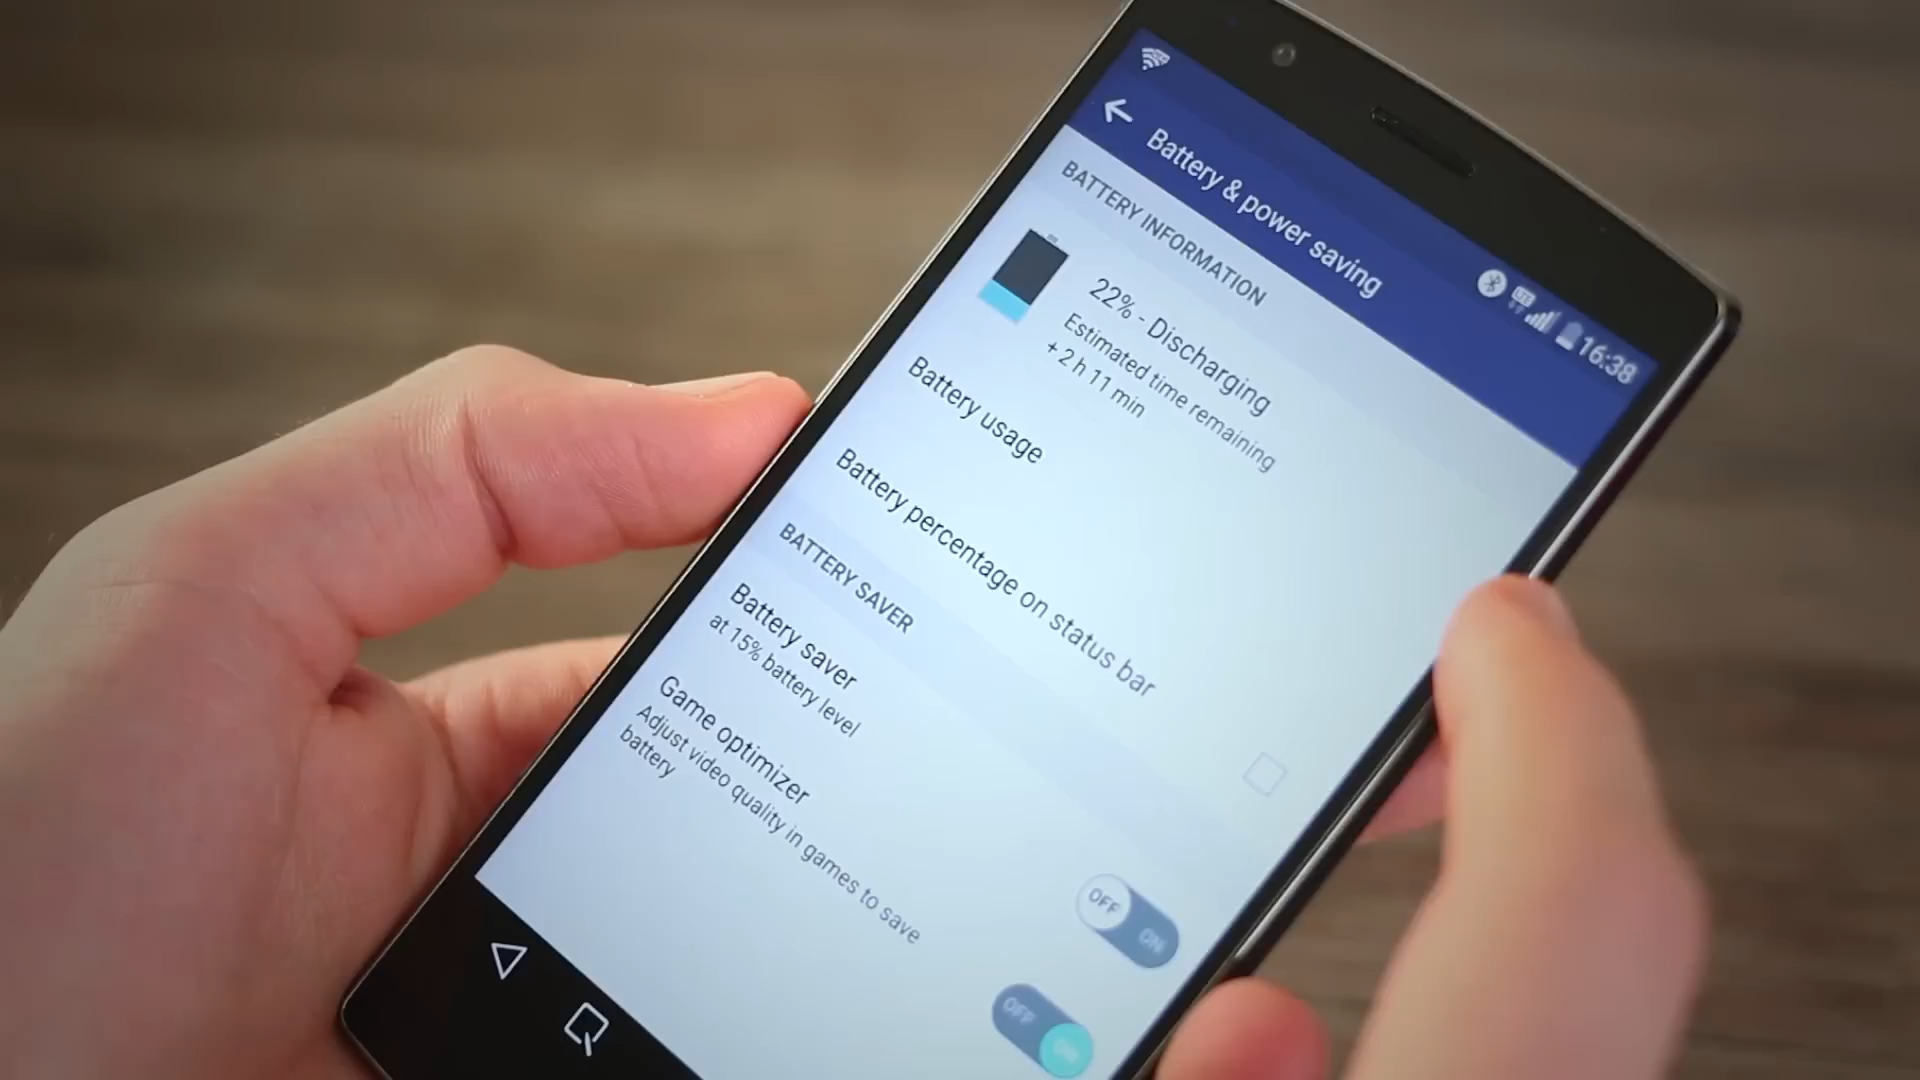 LTE
16:38
Battery & power saving
BATTERY INFORMATION
22% - Discharging
Estimated time remaining
+ 2 h 11 min
Battery usage
Battery percentage on status bar
BATTERY SAVER
Battery saver
at 15% battery level
OFF ON
Game optimizer
Adjust video quality in games to save
battery
OFF ON